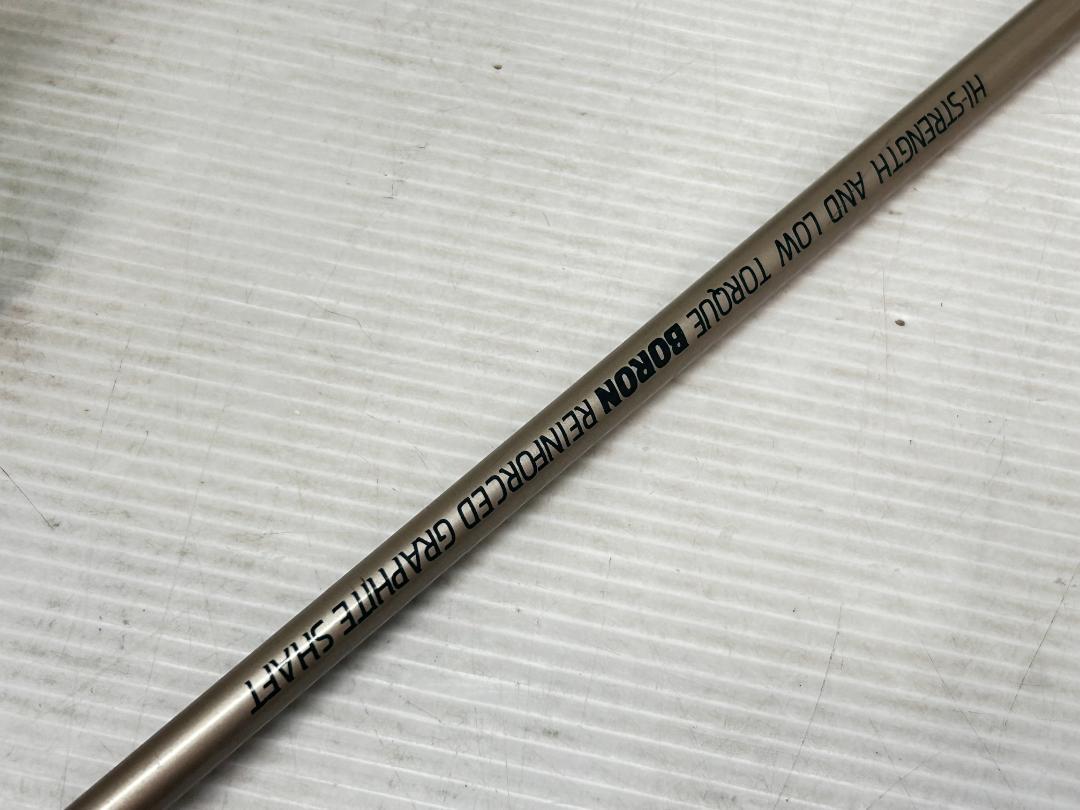 HI-STRENGTH AND LOW TORQUE BORON REINFORCED GRAPHITE SHAFT